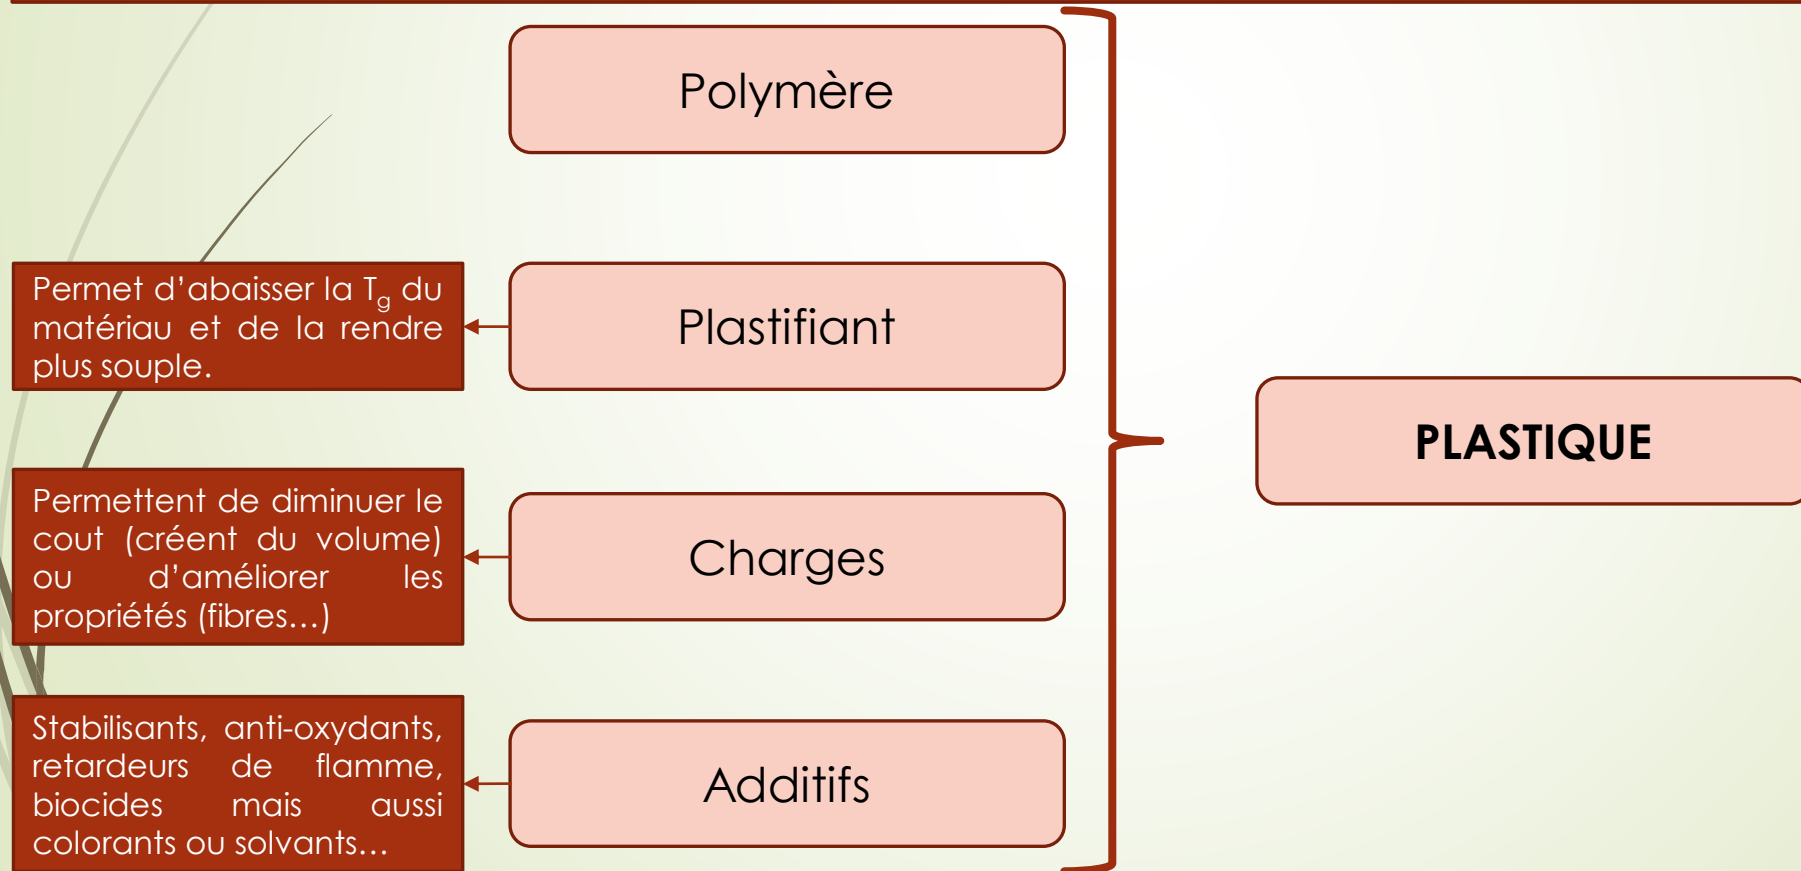 Polymère
Permet d'abaisser la Tg du
matériau et de la rendre
plus souple.
Plastifiant
PLASTIQUE
Permettent de diminuer le
cout (créent du volume)
ou d'améliorer les
propriétés (fibres…)
Charges
Stabilisants, anti-oxydants,
retardeurs de flamme,
biocides mais aussi
colorants ou solvants…
Additifs